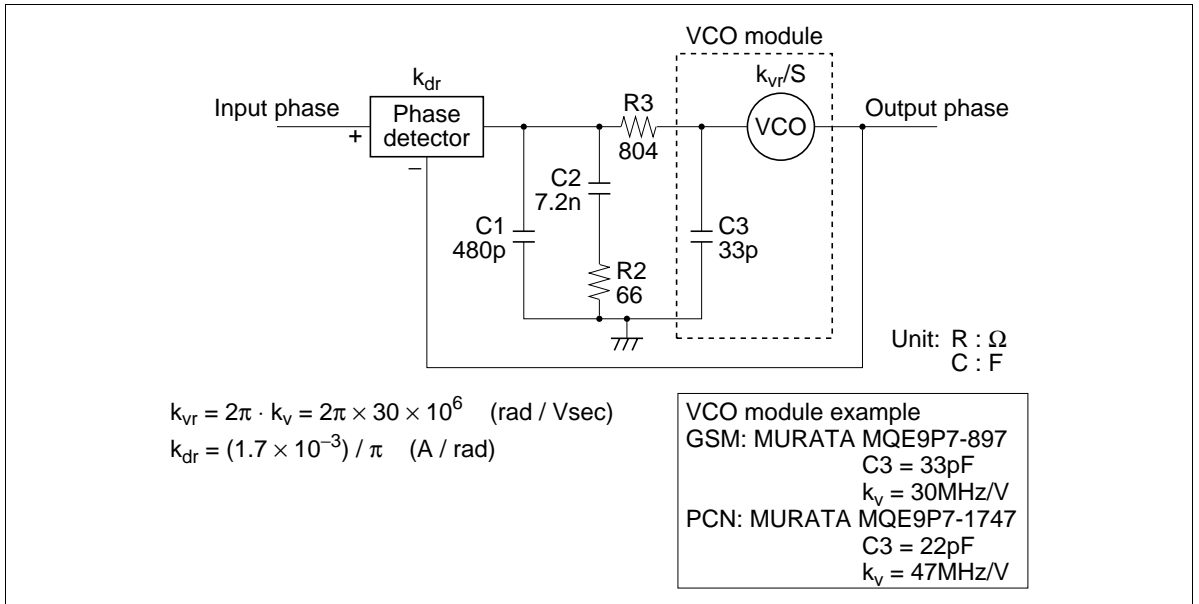 VCO module
k_dr
k_vr/S
Input phase
Phase
detector
+
−
R3
804
VCO
Output phase
C2
7.2n
C1
480p
R2
66
C3
33p
Unit: R : Ω
C : F
k_vr = 2π · k_v = 2π × 30 × 10^6 (rad / Vsec)
k_dr = (1.7 × 10^−3) / π (A / rad)
VCO module example
GSM: MURATA MQE9P7-897
C3 = 33pF
k_v = 30MHz/V
PCN: MURATA MQE9P7-1747
C3 = 22pF
k_v = 47MHz/V